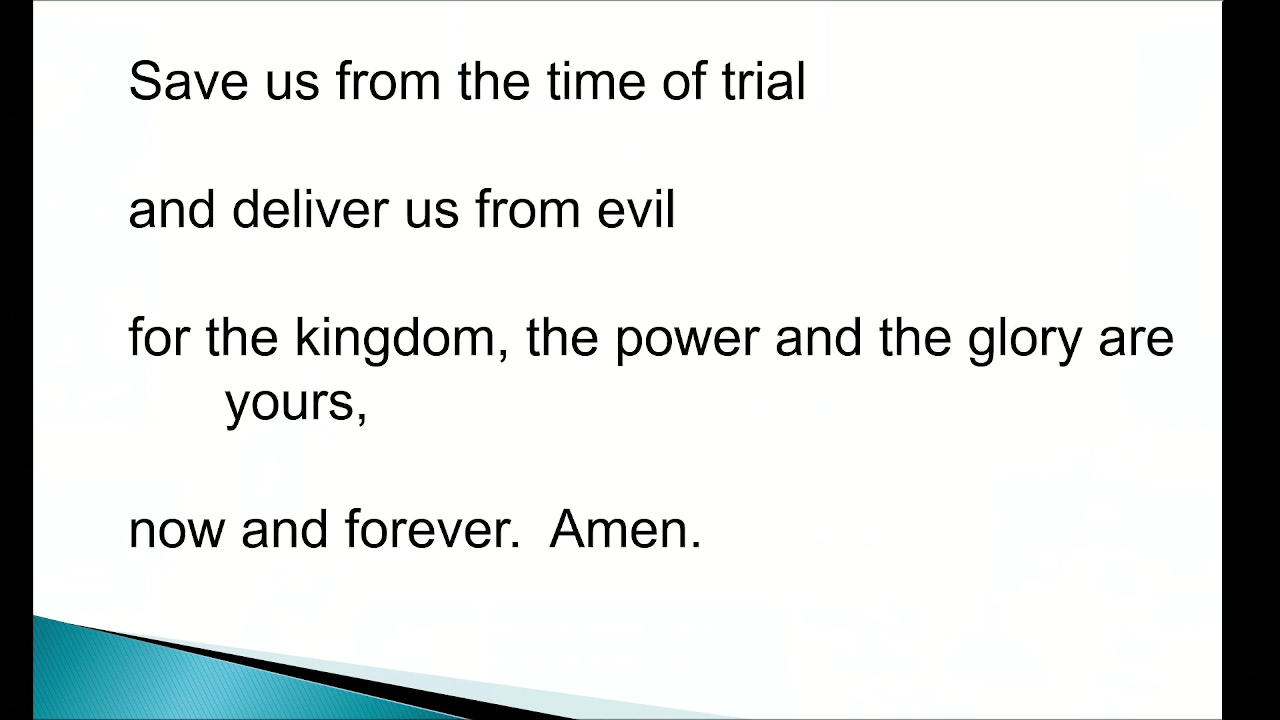 Save us from the time of trial
and deliver us from evil
for the kingdom, the power and the glory are
yours,
now and forever.  Amen.